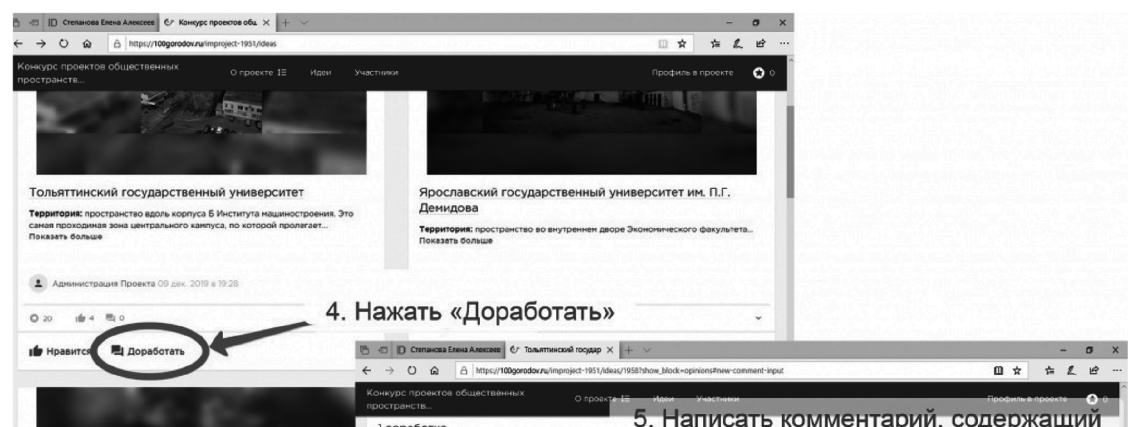 Степанова Елена Алексеев
Конкурс проектов общ
https://100gorodov.ru/improject-1951/ideas
Конкурс проектов общественных
пространств...
О проекте
Идеи
Участники
Профиль в проекте
0
Тольяттинский государственный университет
Территория: пространство вдоль корпуса Б Института машиностроения. Это
самая проходимая зона центрального кампуса, по которой пролегает...
Показать больше
Ярославский государственный университет им. П.Г.
Демидова
Территория: пространство во внутреннем дворе Экономического факультета...
Показать больше
Администрация Проекта 09 дек. 2019 в 19:28
20 4 0
4. Нажать «Доработать»
Нравится Доработать
Степанова Елена Алексеев
Тольяттинский государ
https://100gorodov.ru/improject-1951/ideas/1958?show_block=opinions#new-comment-input
Конкурс проектов общественных
пространств...
О проекте
Идеи
Участники
Профиль в проекте
0
1 доработка
5. Написать комментарий, содержащий